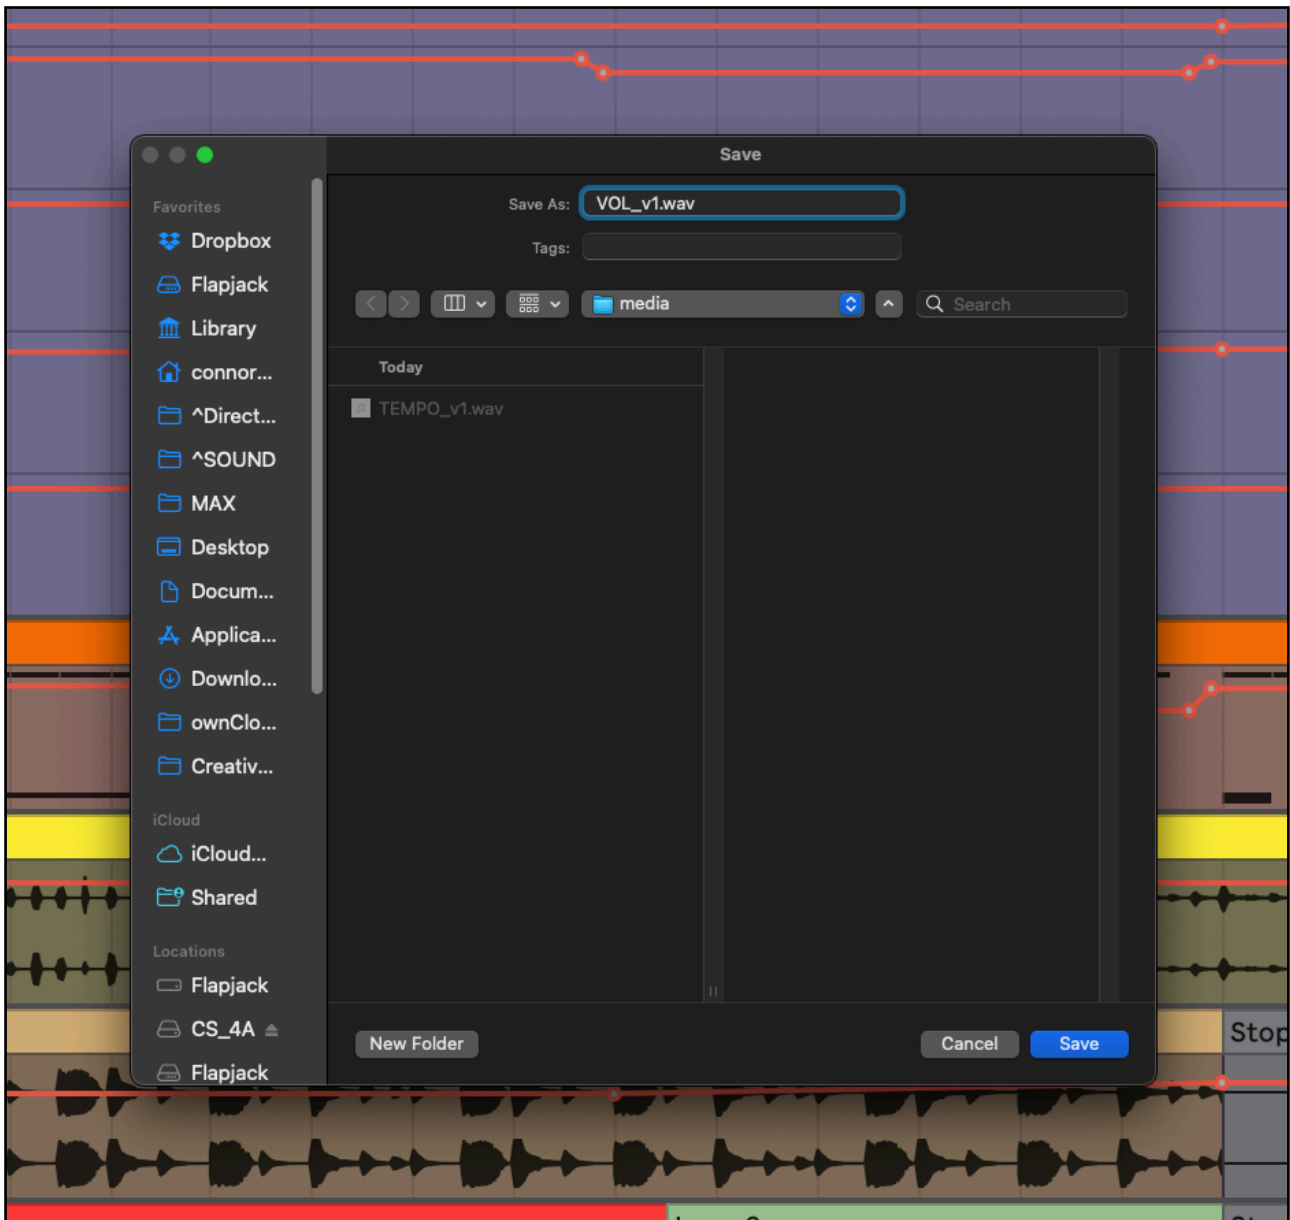 Save
Favorites
Dropbox
Flapjack
Library
connor...
^Direct...
^SOUND
MAX
Desktop
Docum...
Applica...
Downlo...
ownClo...
Creativ...
iCloud
iCloud...
Shared
Locations
Flapjack
CS_4A
Flapjack
Save As: VOL_v1.wav
Tags:
media
Search
Today
TEMPO_v1.wav
New Folder
Cancel
Save
Stop